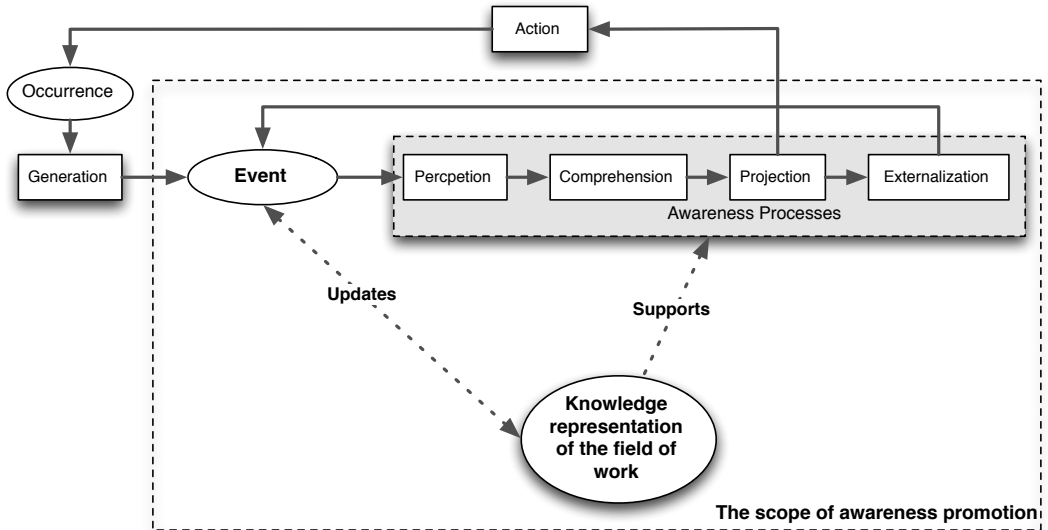 Action
Occurrence
Generation
Event
Percpetion
Comprehension
Projection
Externalization
Awareness Processes
Updates
Supports
Knowledge
representation
of the field of
work
The scope of awareness promotion